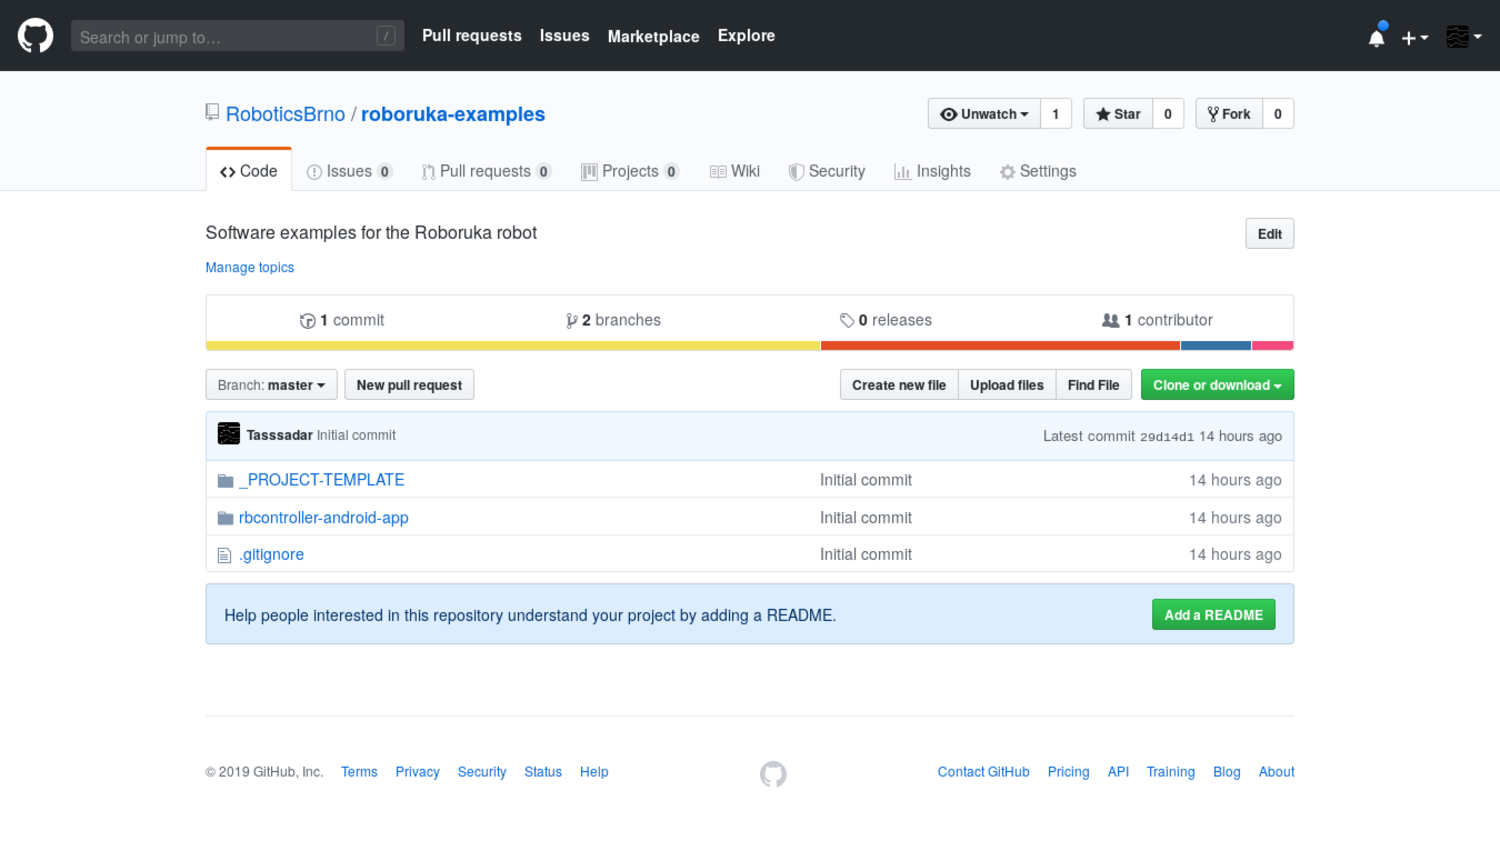 Search or jump to… / Pull requests Issues Marketplace Explore
RoboticsBrno / roboruka-examples Unwatch 1 Star 0 Fork 0
Code Issues 0 Pull requests 0 Projects 0 Wiki Security Insights Settings
Software examples for the Roboruka robot Edit
Manage topics
1 commit 2 branches 0 releases 1 contributor
Branch: master New pull request Create new file Upload files Find File Clone or download
Tasssadar Initial commit Latest commit 29d14d1 14 hours ago
_PROJECT-TEMPLATE Initial commit 14 hours ago
rbcontroller-android-app Initial commit 14 hours ago
.gitignore Initial commit 14 hours ago
Help people interested in this repository understand your project by adding a README. Add a README
© 2019 GitHub, Inc. Terms Privacy Security Status Help Contact GitHub Pricing API Training Blog About